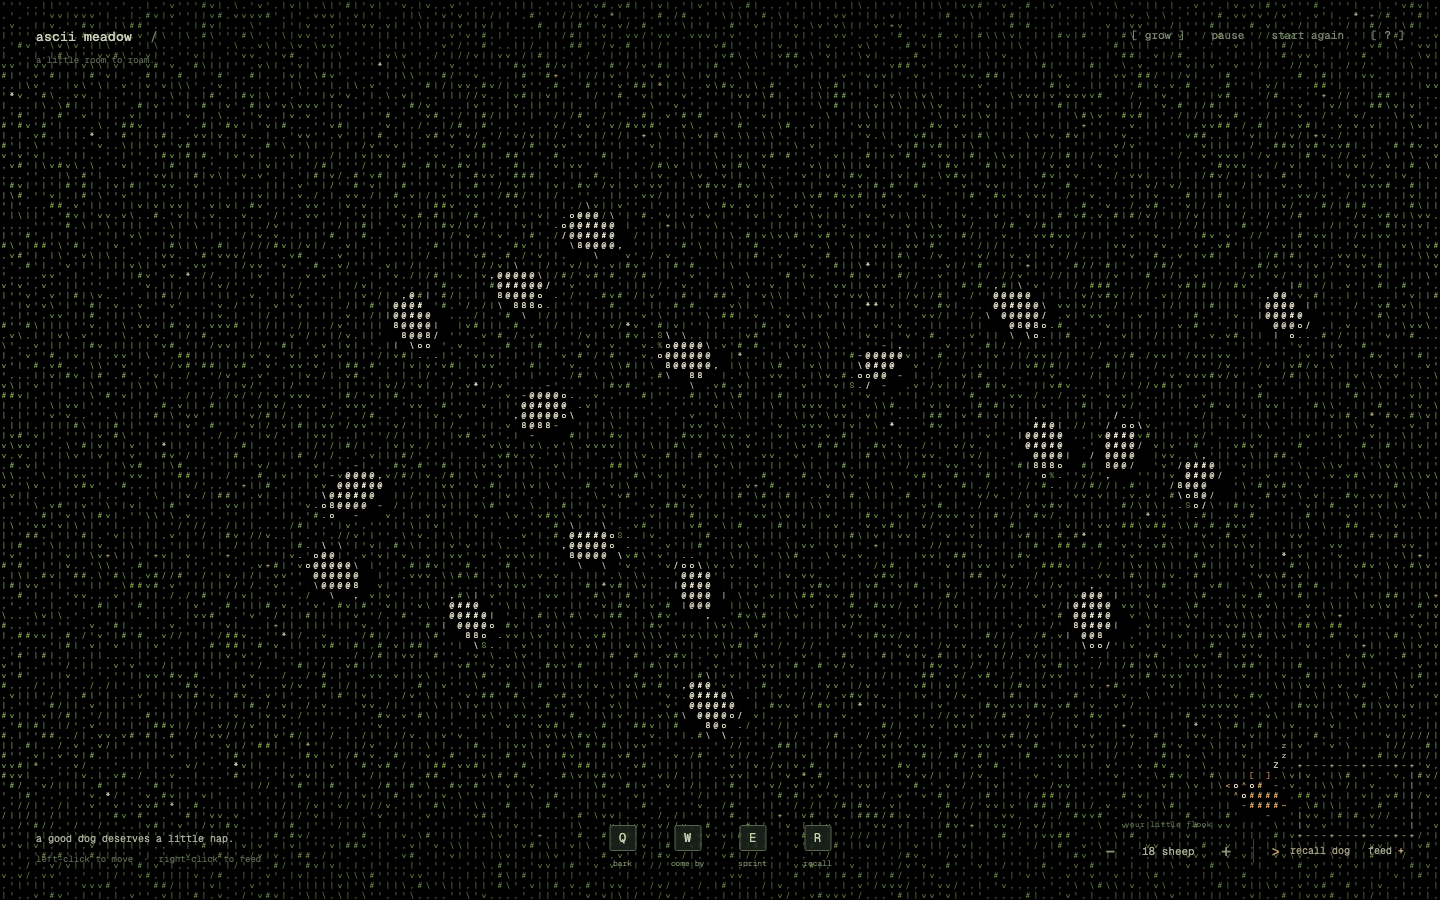 ascii meadow /
[ grow ] pause start again [ ? ]
a little room to roam
z
z
z
your little flock
a good dog deserves a little nap.
Q W E R
bark come by sprint recall
left-click to move right-click to feed
− 18 sheep + > recall dog feed +